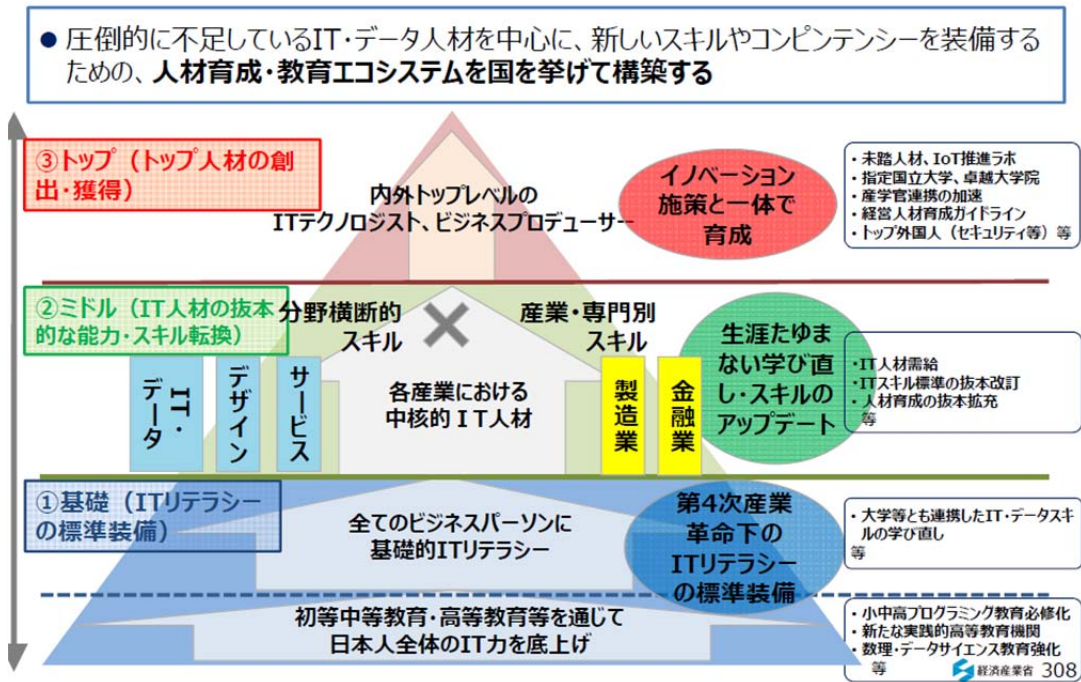 ● 圧倒的に不足しているIT・データ人材を中心に、新しいスキルやコンピンテンシーを装備する
ための、人材育成・教育エコシステムを国を挙げて構築する
③トップ（トップ人材の創
出・獲得）
内外トップレベルの
ITテクノロジスト、ビジネスプロデューサー
イノベーション
施策と一体で
育成
・未踏人材、IoT推進ラボ
・指定国立大学、卓越大学院
・産学官連携の加速
・経営人材育成ガイドライン
・トップ外国人（セキュリティ等）等
②ミドル（IT人材の抜本
的な能力・スキル転換）
分野横断的
スキル
産業・専門別
スキル
IT・
データ
デザイン
サービス
各産業における
中核的IT人材
製造業
金融業
生涯たゆま
ない学び直
し・スキルの
アップデート
・IT人材需給
・ITスキル標準の抜本改訂
・人材育成の抜本拡充
等
①基礎（ITリテラシー
の標準装備）
全てのビジネスパーソンに
基礎的ITリテラシー
第4次産業
革命下の
ITリテラシー
の標準装備
・大学等とも連携したIT・データスキ
ルの学び直し
等
初等中等教育・高等教育等を通じて
日本人全体のIT力を底上げ
・小中高プログラミング教育必修化
・新たな実践的高等教育機関
・数理・データサイエンス教育強化
等
経済産業省 308